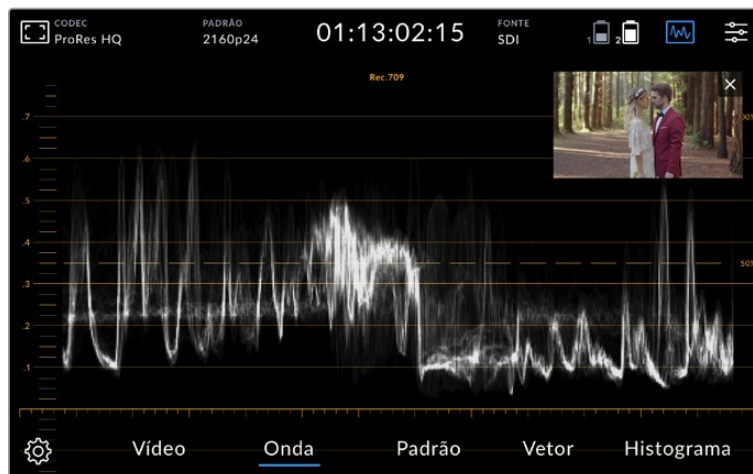 CODEC
ProRes HQ
PADRÃO
2160p24
01:13:02:15
FONTE
SDI
1
2
Rec.709
.7
.6
.5
.4
.3
.2
.1
Vídeo
Onda
Padrão
Vetor
Histograma